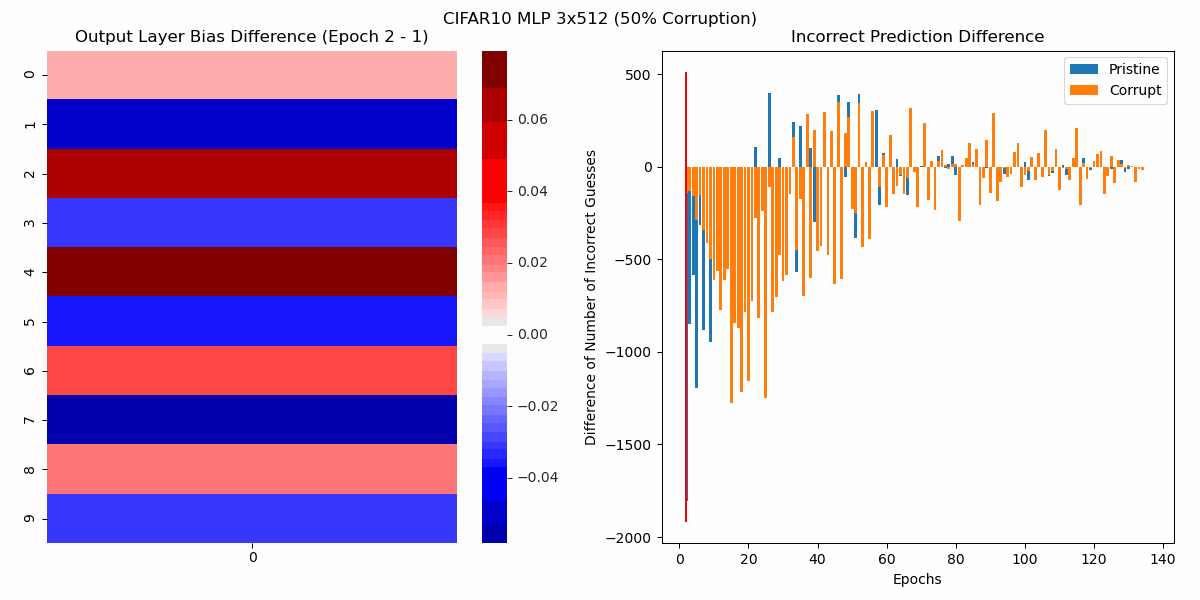 CIFAR10 MLP 3x512 (50% Corruption)
Output Layer Bias Difference (Epoch 2 - 1)
0
1
2
3
4
5
6
7
8
9
0
0.06
0.04
0.02
0.00
−0.02
−0.04
Incorrect Prediction Difference
Pristine
Corrupt
Difference of Number of Incorrect Guesses
500
0
−500
−1000
−1500
−2000
0 20 40 60 80 100 120 140
Epochs